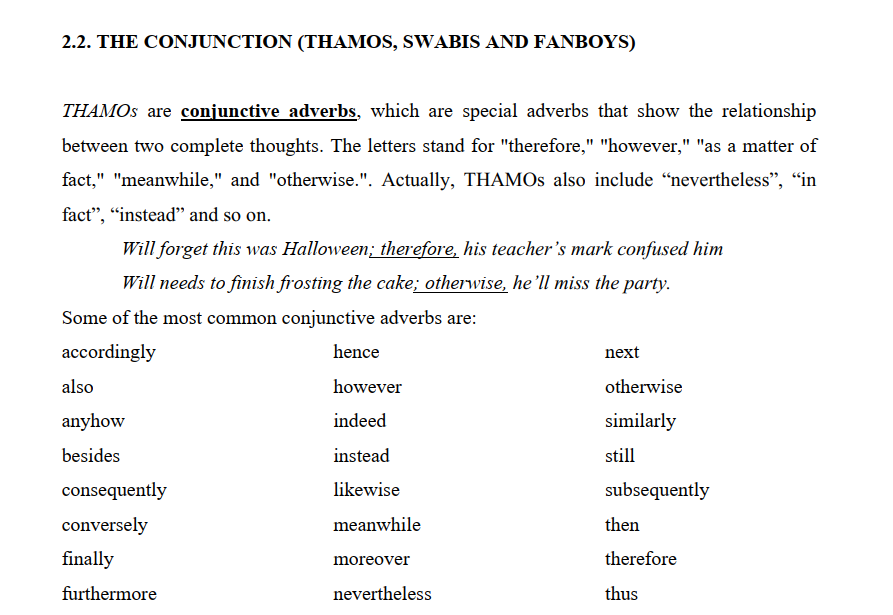 2.2. THE CONJUNCTION (THAMOS, SWABIS AND FANBOYS)
THAMOs are conjunctive adverbs, which are special adverbs that show the relationship
between two complete thoughts. The letters stand for "therefore," "however," "as a matter of
fact," "meanwhile," and "otherwise.". Actually, THAMOs also include “nevertheless”, “in
fact”, “instead” and so on.
Will forget this was Halloween; therefore, his teacher’s mark confused him
Will needs to finish frosting the cake; otherwise, he’ll miss the party.
Some of the most common conjunctive adverbs are:
accordingly hence next
also however otherwise
anyhow indeed similarly
besides instead still
consequently likewise subsequently
conversely meanwhile then
finally moreover therefore
furthermore nevertheless thus